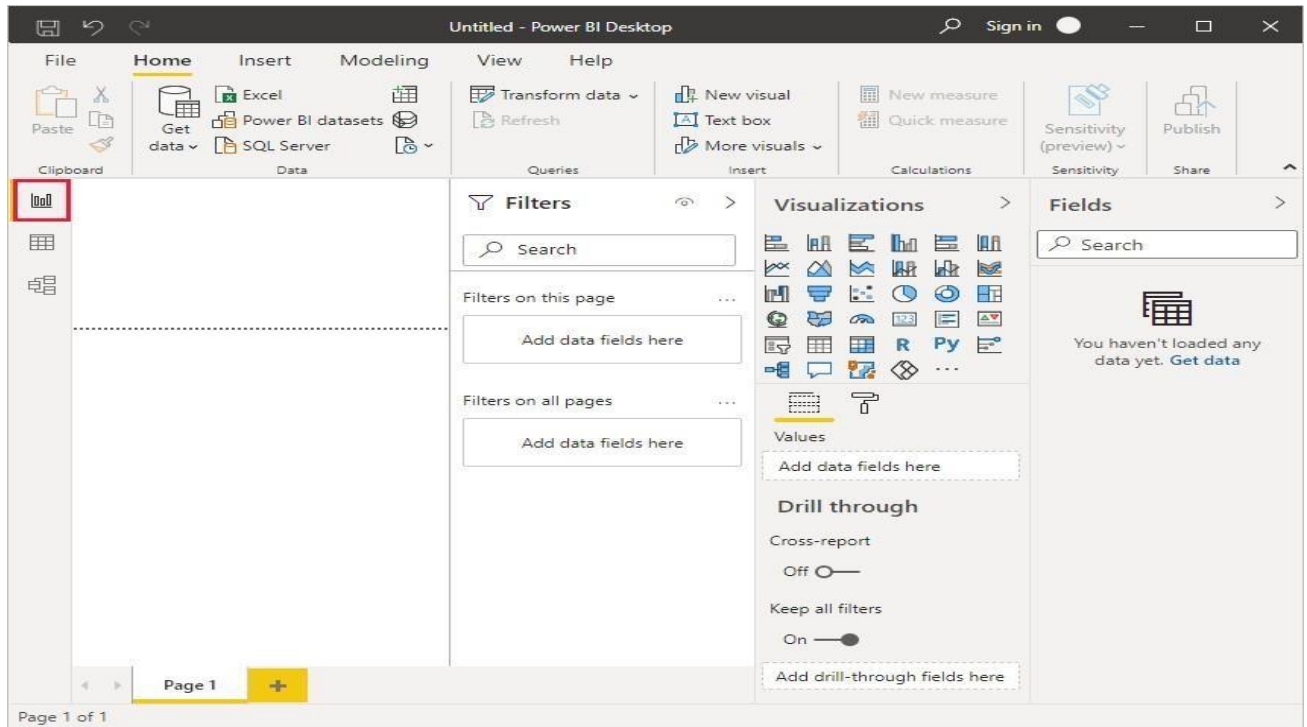 Untitled - Power BI Desktop
Sign in
File Home Insert Modeling View Help
Paste
Clipboard
Get data
Excel
Power BI datasets
SQL Server
Data
Transform data
Refresh
Queries
New visual
Text box
More visuals
Insert
New measure
Quick measure
Calculations
Sensitivity
(preview)
Sensitivity
Publish
Share
Filters
Search
Filters on this page ...
Add data fields here
Filters on all pages ...
Add data fields here
Visualizations
123
R Py
...
Values
Add data fields here
Drill through
Cross-report
Off
Keep all filters
On
Add drill-through fields here
Fields
Search
You haven't loaded any
data yet. Get data
Page 1
Page 1 of 1